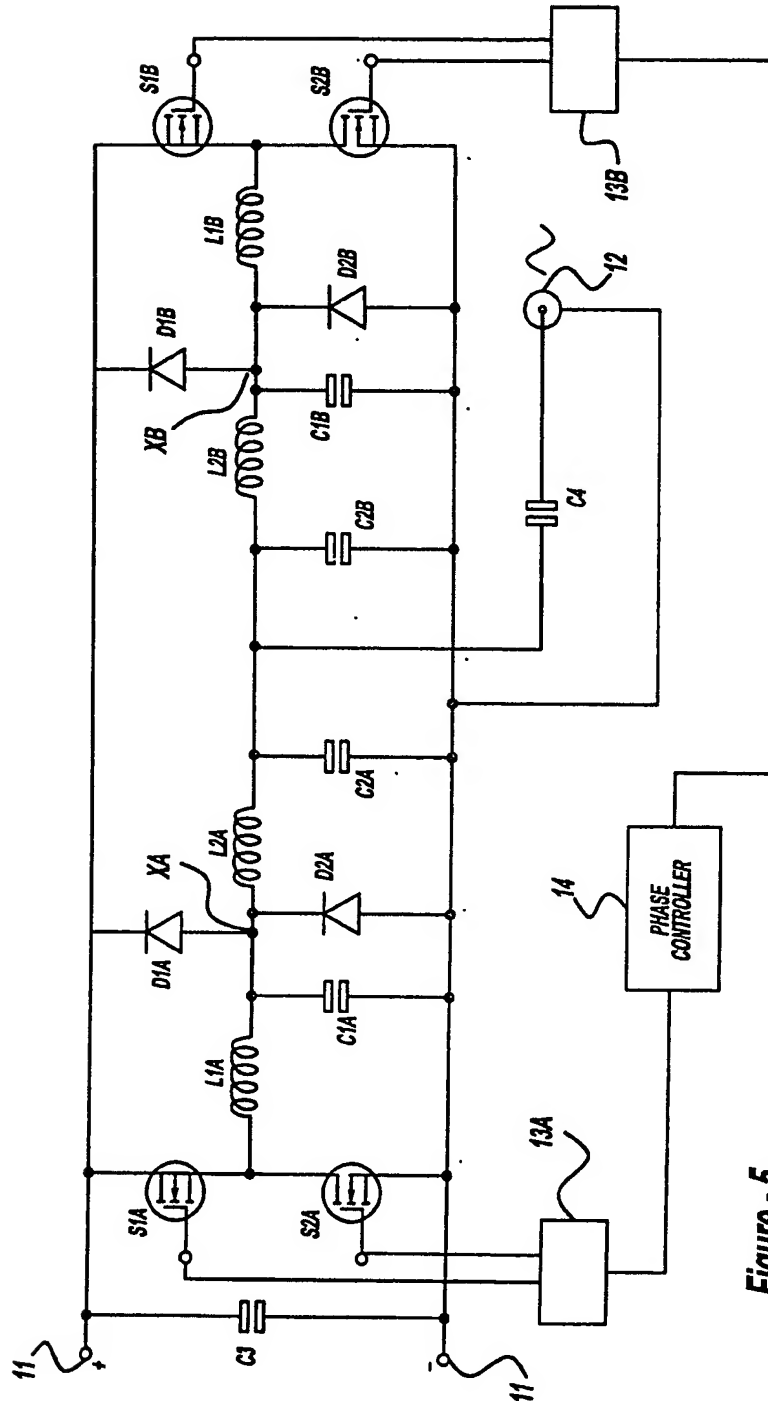 11
+
C3
-
11
S1A
S2A
13A
L1A
C1A
D1A
XA
D2A
L2A
C2A
14
PHASE
CONTROLLER
C2B
C4
L2B
XB
C1B
D1B
D2B
L1B
12
S1B
S2B
13B
Figure - 5